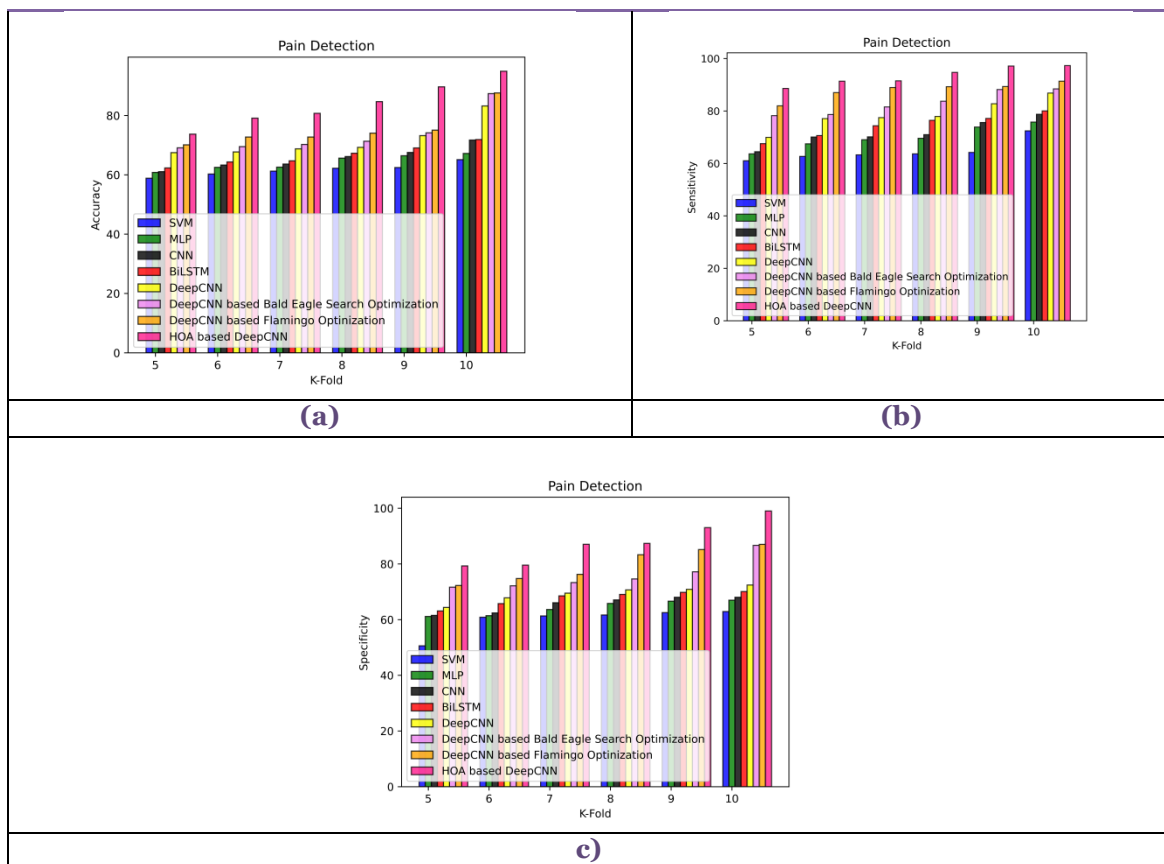 Pain Detection
Accuracy
80
60
40
20
0
SVM
MLP
CNN
BiLSTM
DeepCNN
DeepCNN based Bald Eagle Search Optimization
DeepCNN based Flamingo Optinization
HOA based DeepCNN
5 6 7 8 9 10
K-Fold
(a)
Pain Detection
Sensitivity
100
80
60
40
20
0
SVM
MLP
CNN
BiLSTM
DeepCNN
DeepCNN based Bald Eagle Search Optimization
DeepCNN based Flamingo Optinization
HOA based DeepCNN
5 6 7 8 9 10
K-Fold
(b)
Pain Detection
Specificity
100
80
60
40
20
0
SVM
MLP
CNN
BiLSTM
DeepCNN
DeepCNN based Bald Eagle Search Optimization
DeepCNN based Flamingo Optinization
HOA based DeepCNN
5 6 7 8 9 10
K-Fold
c)